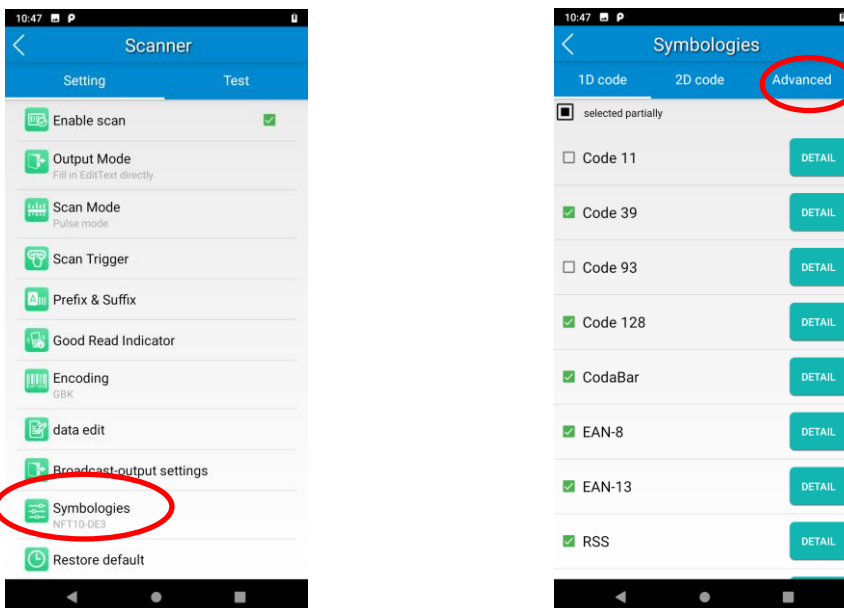 10:47
Scanner
Setting Test
Enable scan
Output Mode
Fill in EditText directly
Scan Mode
Pulse mode
Scan Trigger
Prefix & Suffix
Good Read Indicator
Encoding
GBK
data edit
Broadcast-output settings
Symbologies
NFT10-DE3
Restore default
10:47
Symbologies
1D code 2D code Advanced
selected partially
Code 11 DETAIL
Code 39 DETAIL
Code 93 DETAIL
Code 128 DETAIL
CodaBar DETAIL
EAN-8 DETAIL
EAN-13 DETAIL
RSS DETAIL